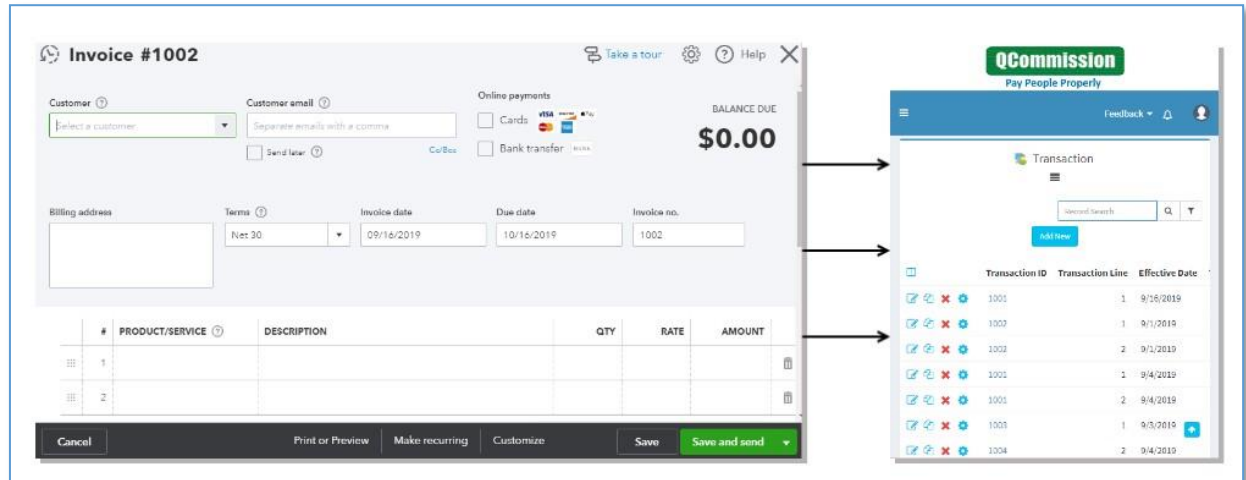 Invoice #1002
Take a tour
Help
Customer
Select a customer
Customer email
Separate emails with a comma
Send later
Cc/Bcc
Online payments
Cards VISA
Bank transfer BANK
BALANCE DUE
$0.00
Billing address
Terms
Net 30
Invoice date
09/16/2019
Due date
10/16/2019
Invoice no.
1002
# PRODUCT/SERVICE DESCRIPTION QTY RATE AMOUNT
1
2
Cancel Print or Preview Make recurring Customize Save Save and send
QCommission
Pay People Properly
Feedback
Transaction
Record Search
Add New
Transaction ID Transaction Line Effective Date
1001 1 9/16/2019
1002 1 9/1/2019
1002 2 9/1/2019
1001 1 9/4/2019
1001 2 9/4/2019
1003 1 9/3/2019
1004 2 9/4/2019